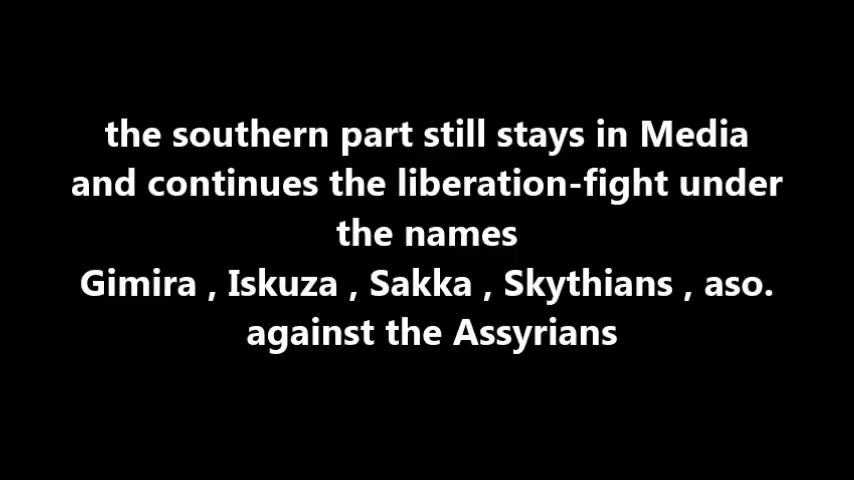 the southern part still stays in Media
and continues the liberation-fight under
the names
Gimira , Iskuza , Sakka , Skythians , aso.
against the Assyrians